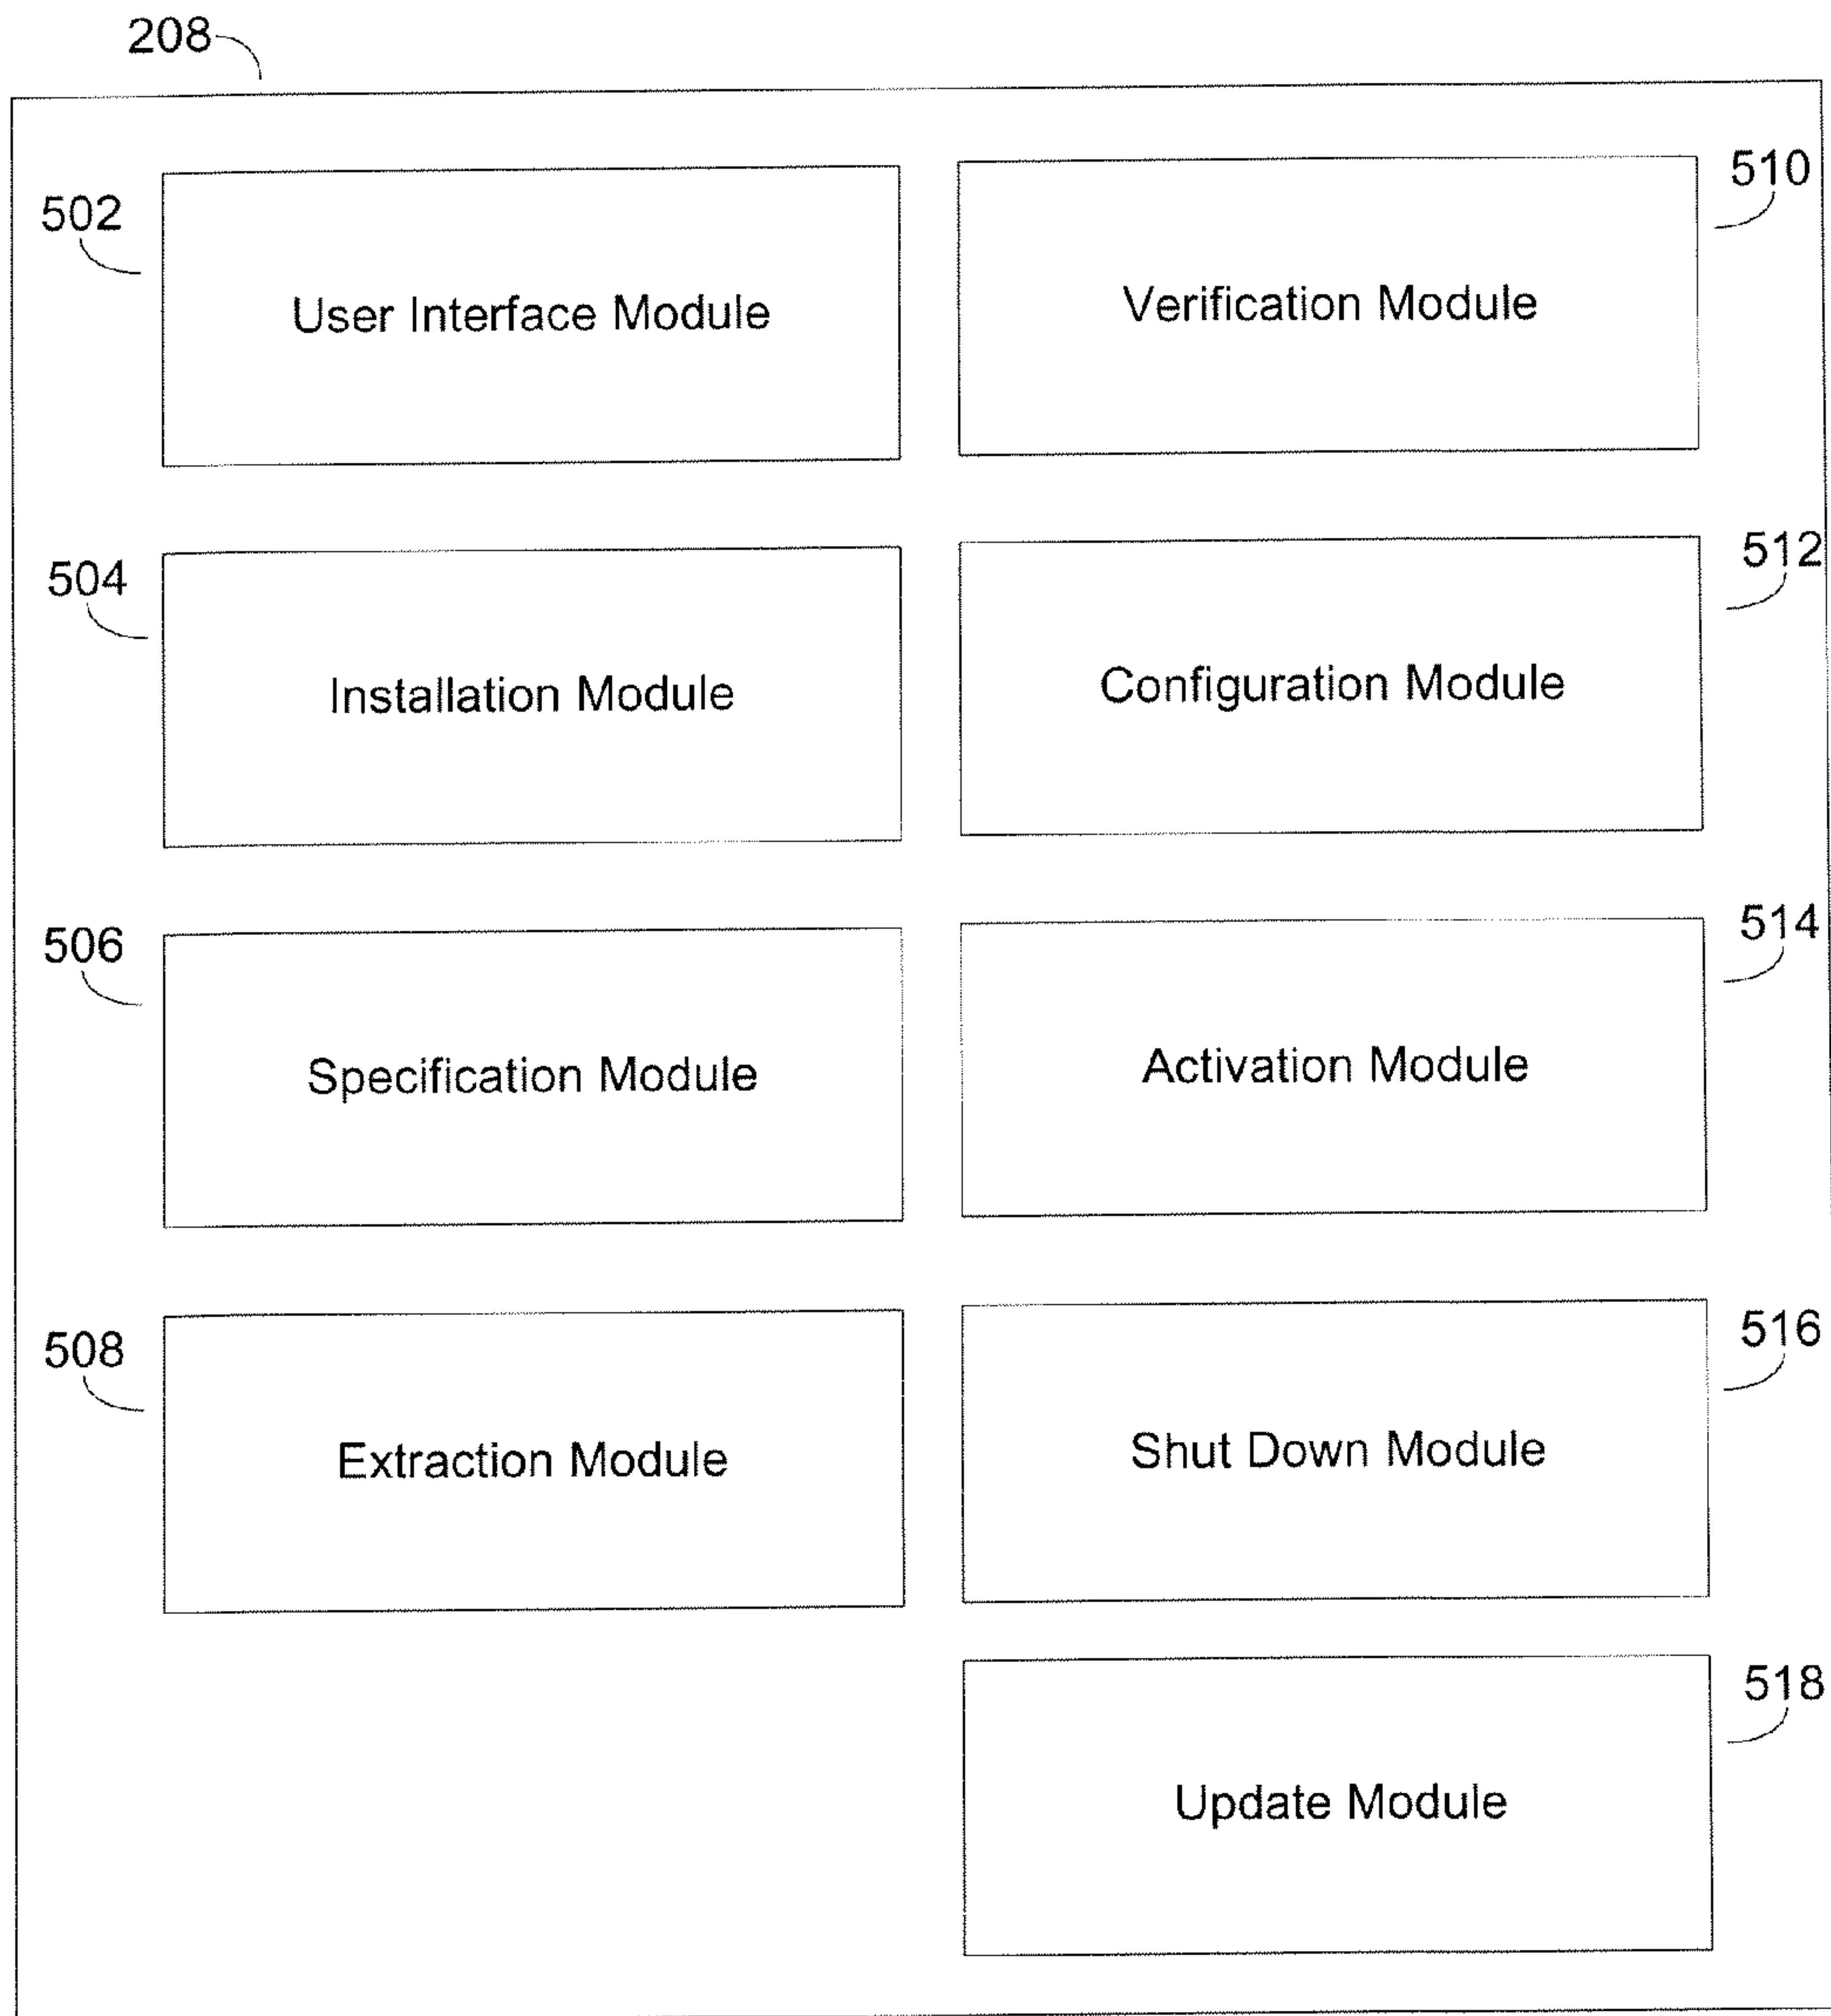 208
502
User Interface Module
510
Verification Module
504
Installation Module
512
Configuration Module
506
Specification Module
514
Activation Module
508
Extraction Module
516
Shut Down Module
518
Update Module